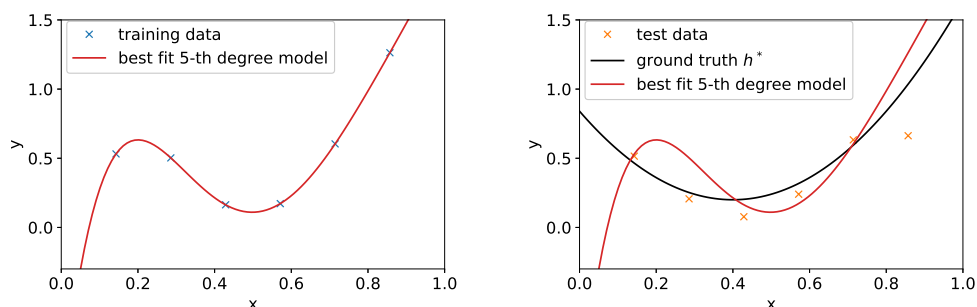 1.5
1.0
0.5
0.0
y
training data
best fit 5-th degree model
0.0 0.2 0.4 0.6 0.8 1.0
x
1.5
1.0
0.5
0.0
y
test data
ground truth h*
best fit 5-th degree model
0.0 0.2 0.4 0.6 0.8 1.0
x